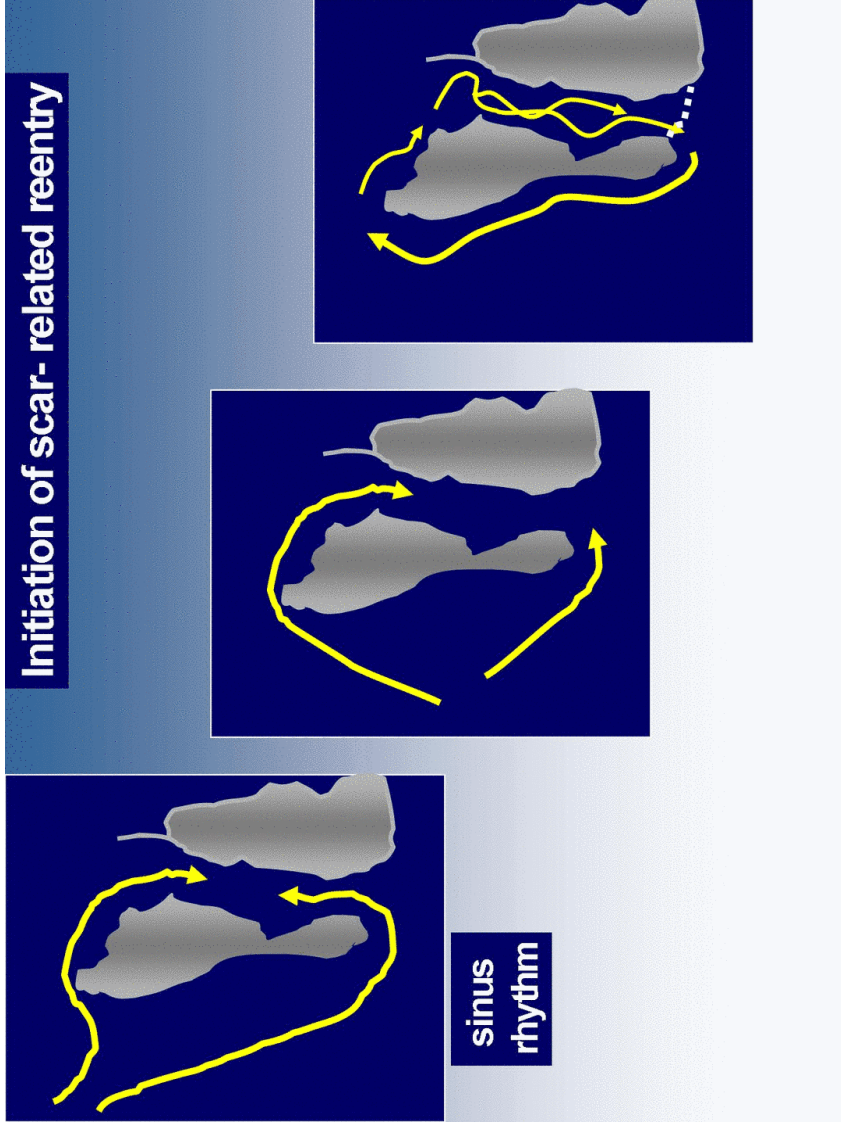 Initiation of scar- related reentry
sinus
rhythm